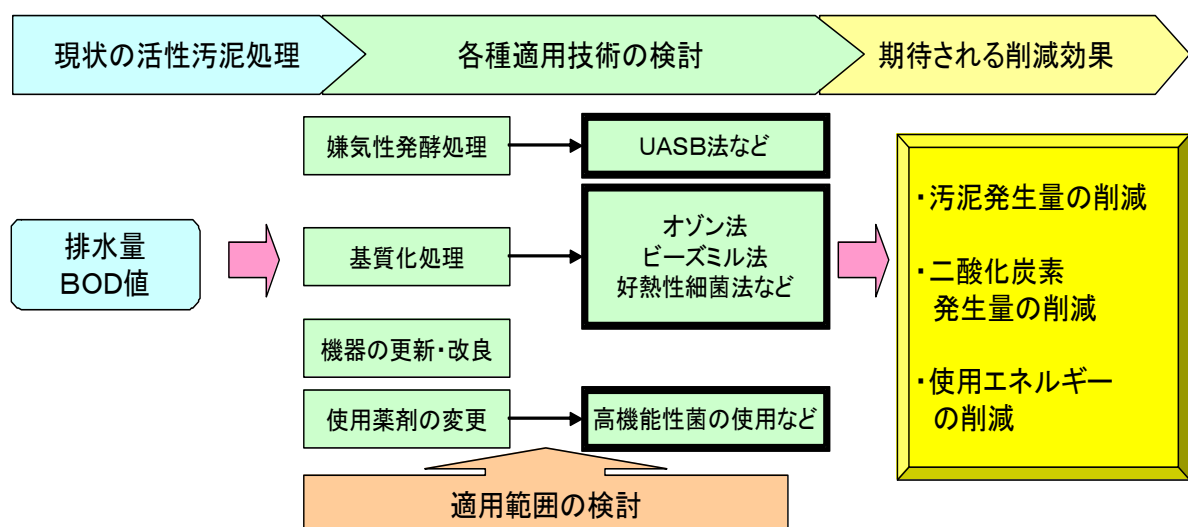 現状の活性汚泥処理
各種適用技術の検討
期待される削減効果
嫌気性発酵処理
UASB法など
排水量
BOD値
基質化処理
オゾン法
ビーズミル法
好熱性細菌法など
機器の更新・改良
使用薬剤の変更
高機能性菌の使用など
適用範囲の検討
・汚泥発生量の削減
・二酸化炭素
発生量の削減
・使用エネルギー
の削減